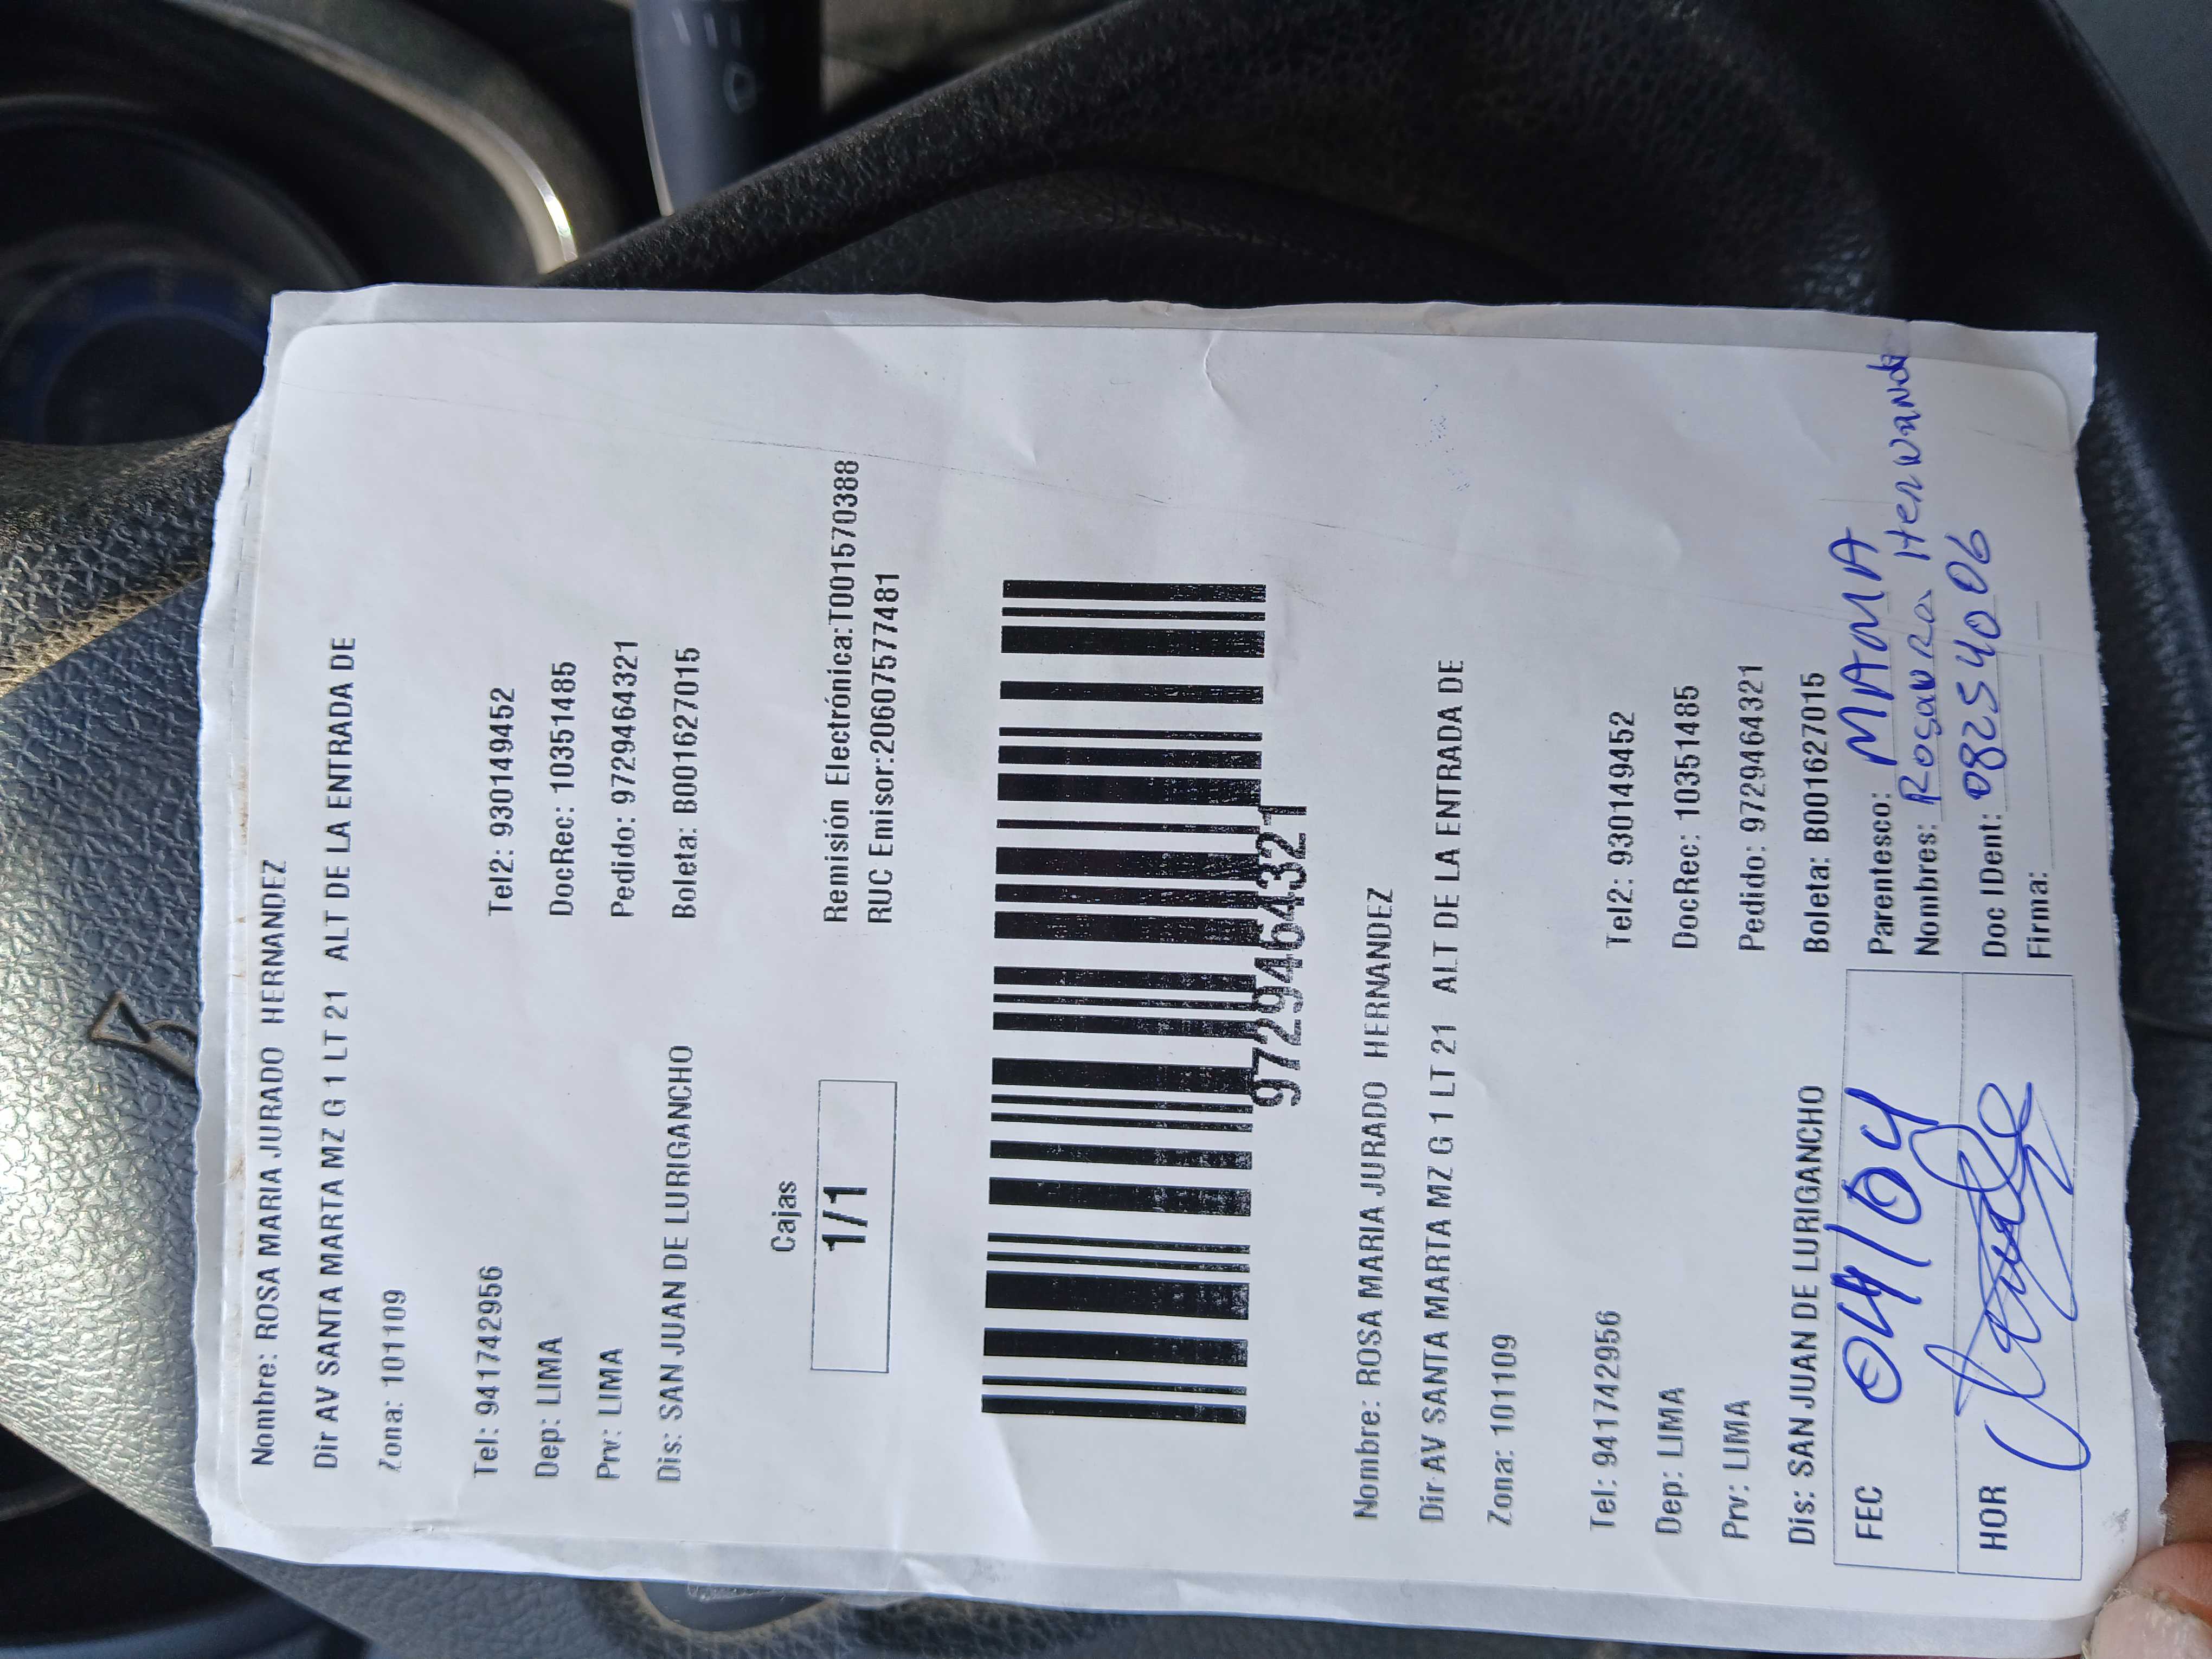 Nombre: ROSA MARIA JURADO HERNANDEZ
Dir AV SANTA MARTA MZ G 1 LT 21 ALT DE LA ENTRADA DE
Zona: 101109
Tel: 941742956 Tel2: 930149452
Dep: LIMA DocRec: 10351485
Prv: LIMA Pedido: 9729464321
Dis: SAN JUAN DE LURIGANCHO Boleta: B001627015
Cajas
1/1
Remisión Electrónica:T001570388
RUC Emisor:20607577481
9729464321
Nombre: ROSA MARIA JURADO HERNANDEZ
Dir AV SANTA MARTA MZ G 1 LT 21 ALT DE LA ENTRADA DE
Zona: 101109
Tel: 941742956 Tel2: 930149452
Dep: LIMA DocRec: 10351485
Prv: LIMA Pedido: 9729464321
Dis: SAN JUAN DE LURIGANCHO Boleta: B001627015
FEC 04/04 Parentesco: MAMA
Nombres: Rosaura
HOR Doc IDent: 08254006
Firma: